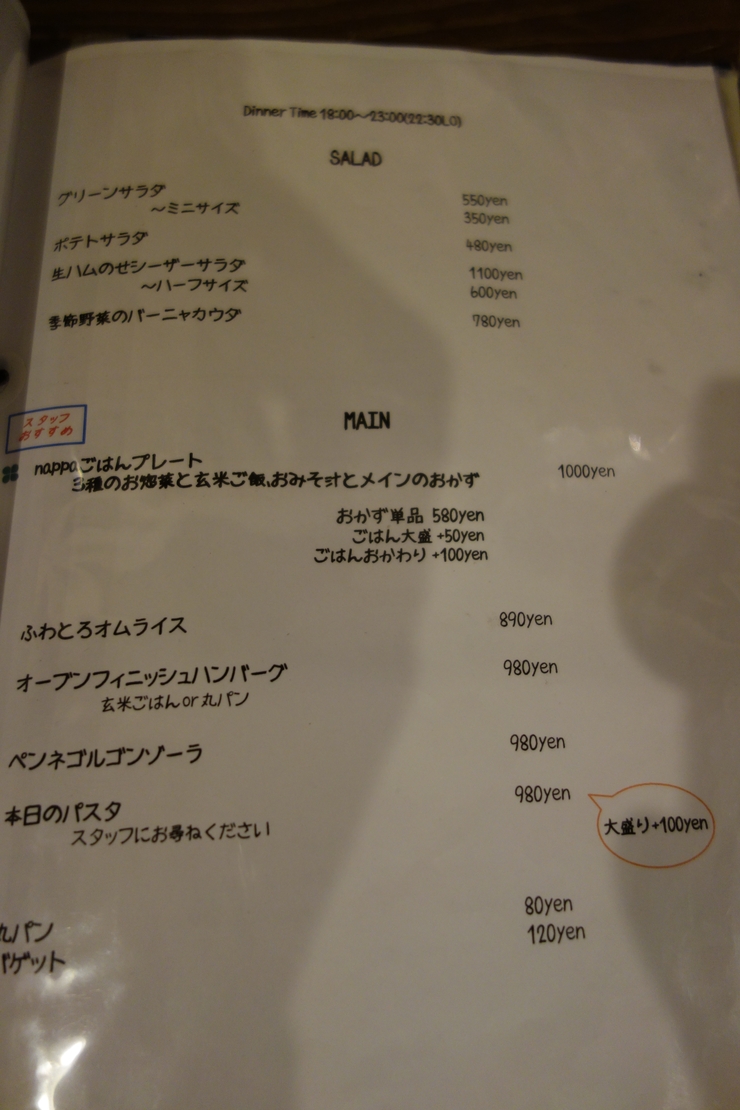 Dinner Time 18:00～23:00(22:30LO)
SALAD
グリーンサラダ 550yen
～ミニサイズ 350yen
ポテトサラダ 480yen
生ハムのせシーザーサラダ 1100yen
～ハーフサイズ 600yen
季節野菜のバーニャカウダ 780yen
スタッフ
おすすめ
MAIN
nappaごはんプレート 1000yen
3種のお惣菜と玄米ご飯、おみそ汁とメインのおかず
おかず単品 580yen
ごはん大盛 +50yen
ごはんおかわり +100yen
ふわとろオムライス 890yen
オーブンフィニッシュハンバーグ 980yen
玄米ごはんor丸パン
ペンネゴルゴンゾーラ 980yen
本日のパスタ 980yen
スタッフにお尋ねください
大盛り+100yen
丸パン 80yen
バゲット 120yen